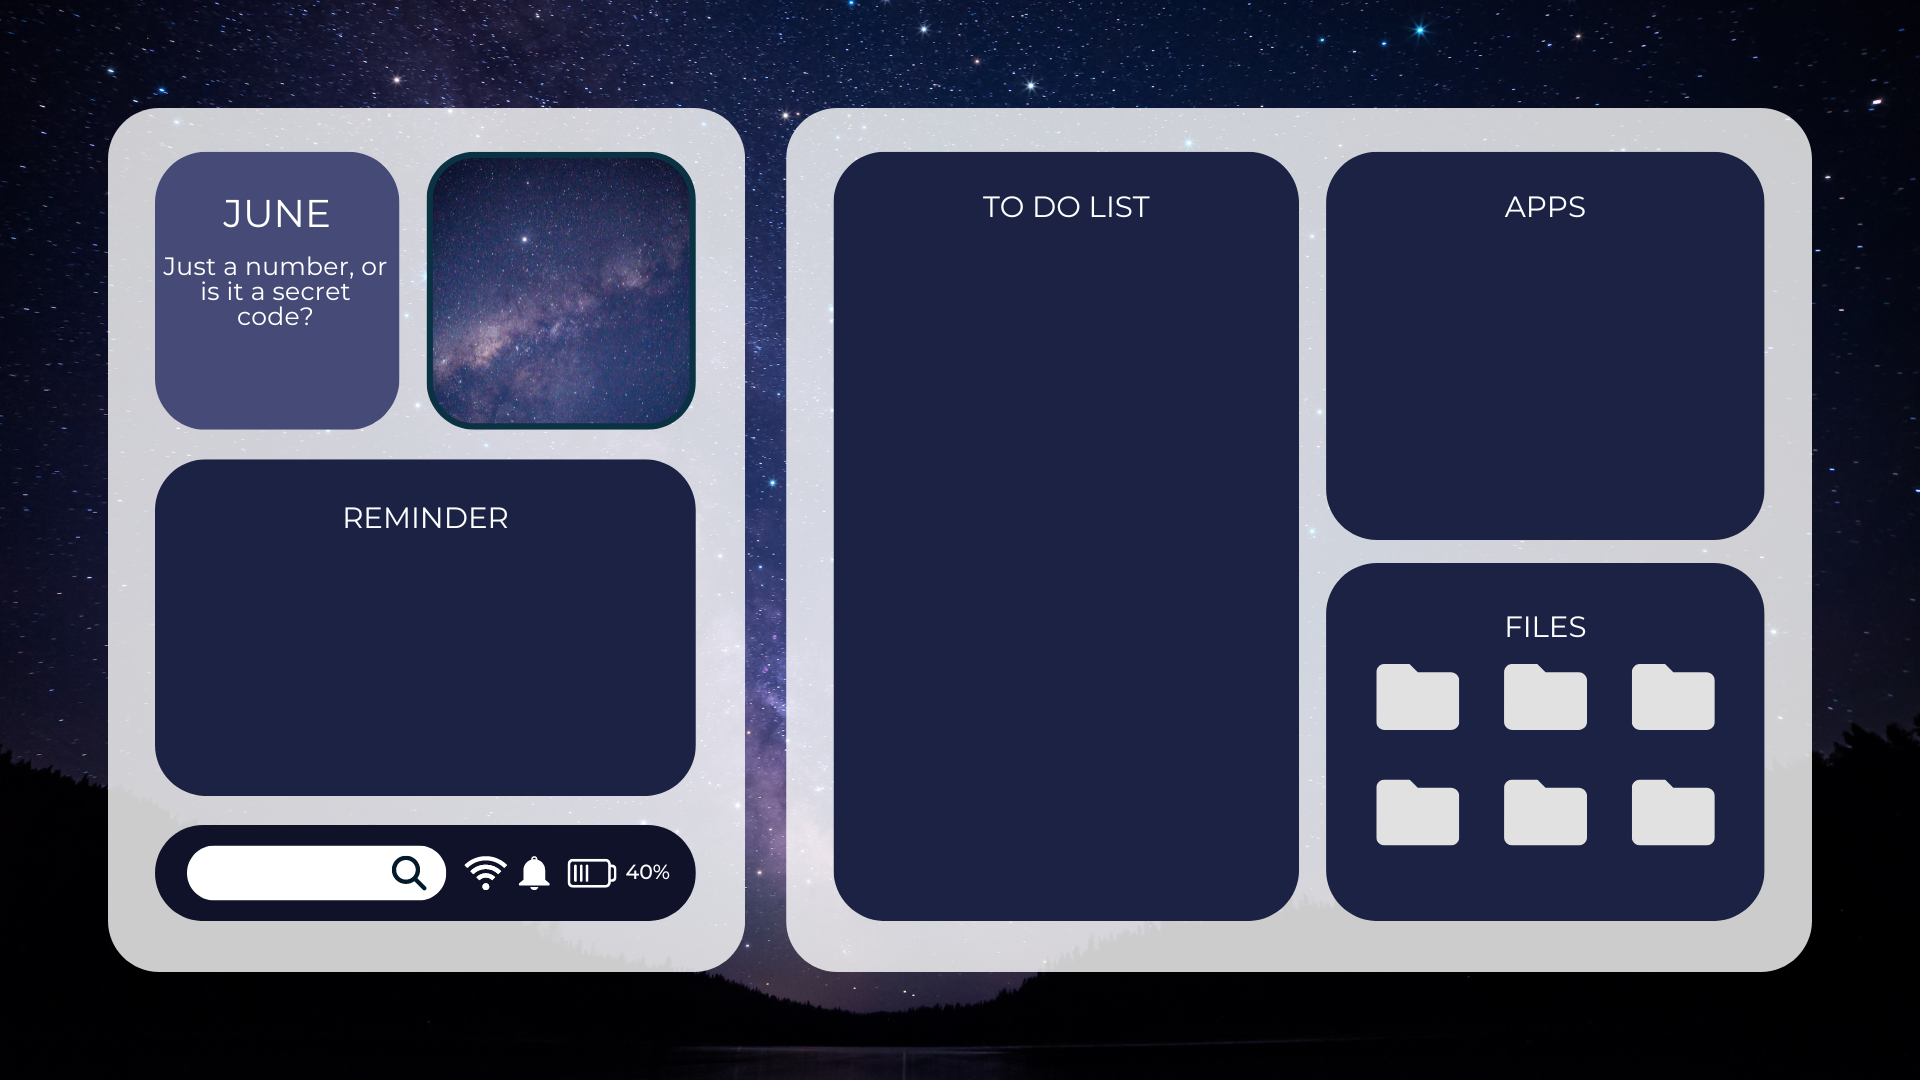 JUNE
Just a number, or
is it a secret
code?
REMINDER
40%
TO DO LIST
APPS
FILES